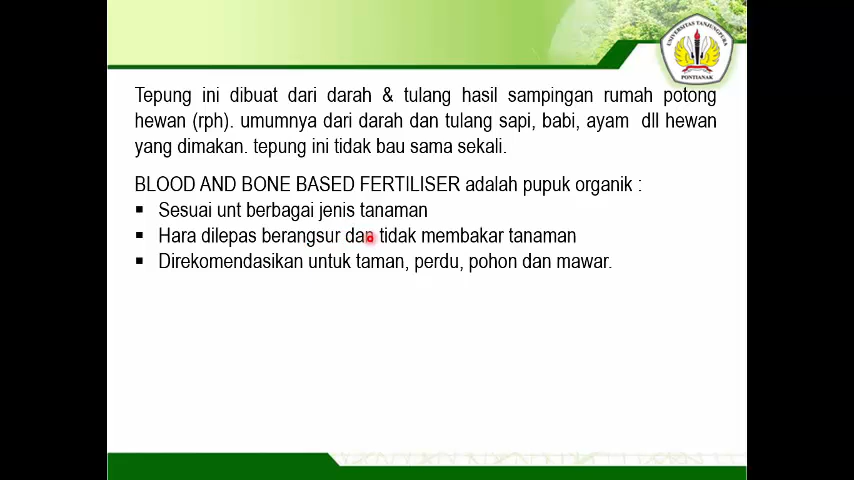 UNIVERSITAS TANJUNGPURA
PONTIANAK
Tepung ini dibuat dari darah & tulang hasil sampingan rumah potong
hewan (rph). umumnya dari darah dan tulang sapi, babi, ayam dll hewan
yang dimakan. tepung ini tidak bau sama sekali.
BLOOD AND BONE BASED FERTILISER adalah pupuk organik :
▪ Sesuai unt berbagai jenis tanaman
▪ Hara dilepas berangsur dan tidak membakar tanaman
▪ Direkomendasikan untuk taman, perdu, pohon dan mawar.